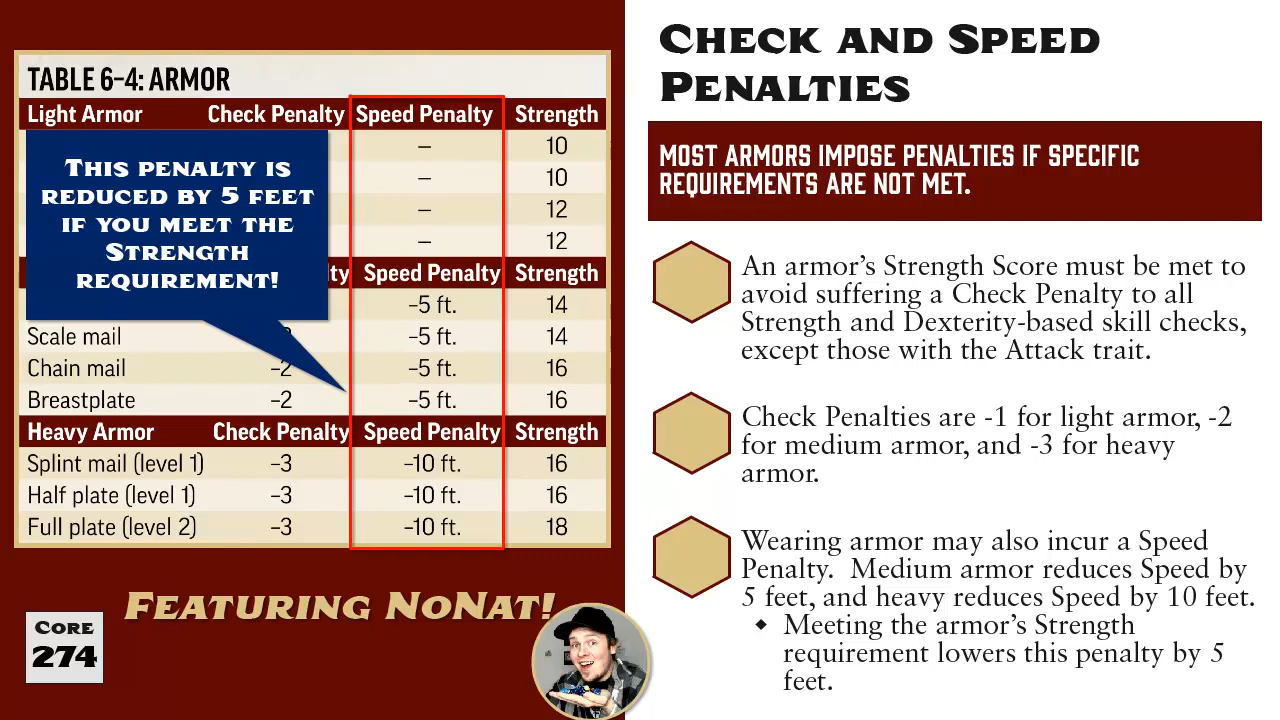 TABLE 6–4: ARMOR
Light Armor Check Penalty Speed Penalty Strength
— 10
— 10
— 12
— 12
THIS PENALTY IS
REDUCED BY 5 FEET
IF YOU MEET THE
STRENGTH
REQUIREMENT!
Speed Penalty Strength
–5 ft. 14
Scale mail –5 ft. 14
Chain mail –2 –5 ft. 16
Breastplate –2 –5 ft. 16
Heavy Armor Check Penalty Speed Penalty Strength
Splint mail (level 1) –3 –10 ft. 16
Half plate (level 1) –3 –10 ft. 16
Full plate (level 2) –3 –10 ft. 18
FEATURING NONAT!
CORE
274
CHECK AND SPEED
PENALTIES
MOST ARMORS IMPOSE PENALTIES IF SPECIFIC
REQUIREMENTS ARE NOT MET.
An armor's Strength Score must be met to
avoid suffering a Check Penalty to all
Strength and Dexterity-based skill checks,
except those with the Attack trait.
Check Penalties are -1 for light armor, -2
for medium armor, and -3 for heavy
armor.
Wearing armor may also incur a Speed
Penalty.  Medium armor reduces Speed by
5 feet, and heavy reduces Speed by 10 feet.
Meeting the armor's Strength
requirement lowers this penalty by 5
feet.